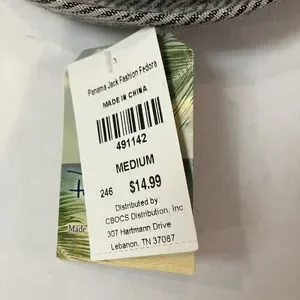 Panama Jack Fashion Fedora
MADE IN CHINA
491142
MEDIUM
246 $14.99
Distributed by
CBOCS Distribution, Inc
307 Hartmann Drive
Lebanon, TN 37087
Made